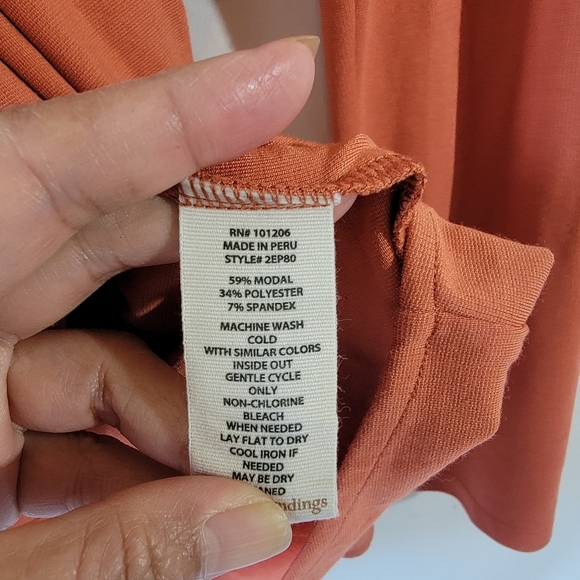 RN# 101206
MADE IN PERU
STYLE# 2EP80
59% MODAL
34% POLYESTER
7% SPANDEX
MACHINE WASH
COLD
WITH SIMILAR COLORS
INSIDE OUT
GENTLE CYCLE
ONLY
NON-CHLORINE
BLEACH
WHEN NEEDED
LAY FLAT TO DRY
COOL IRON IF
NEEDED
MAY BE DRY